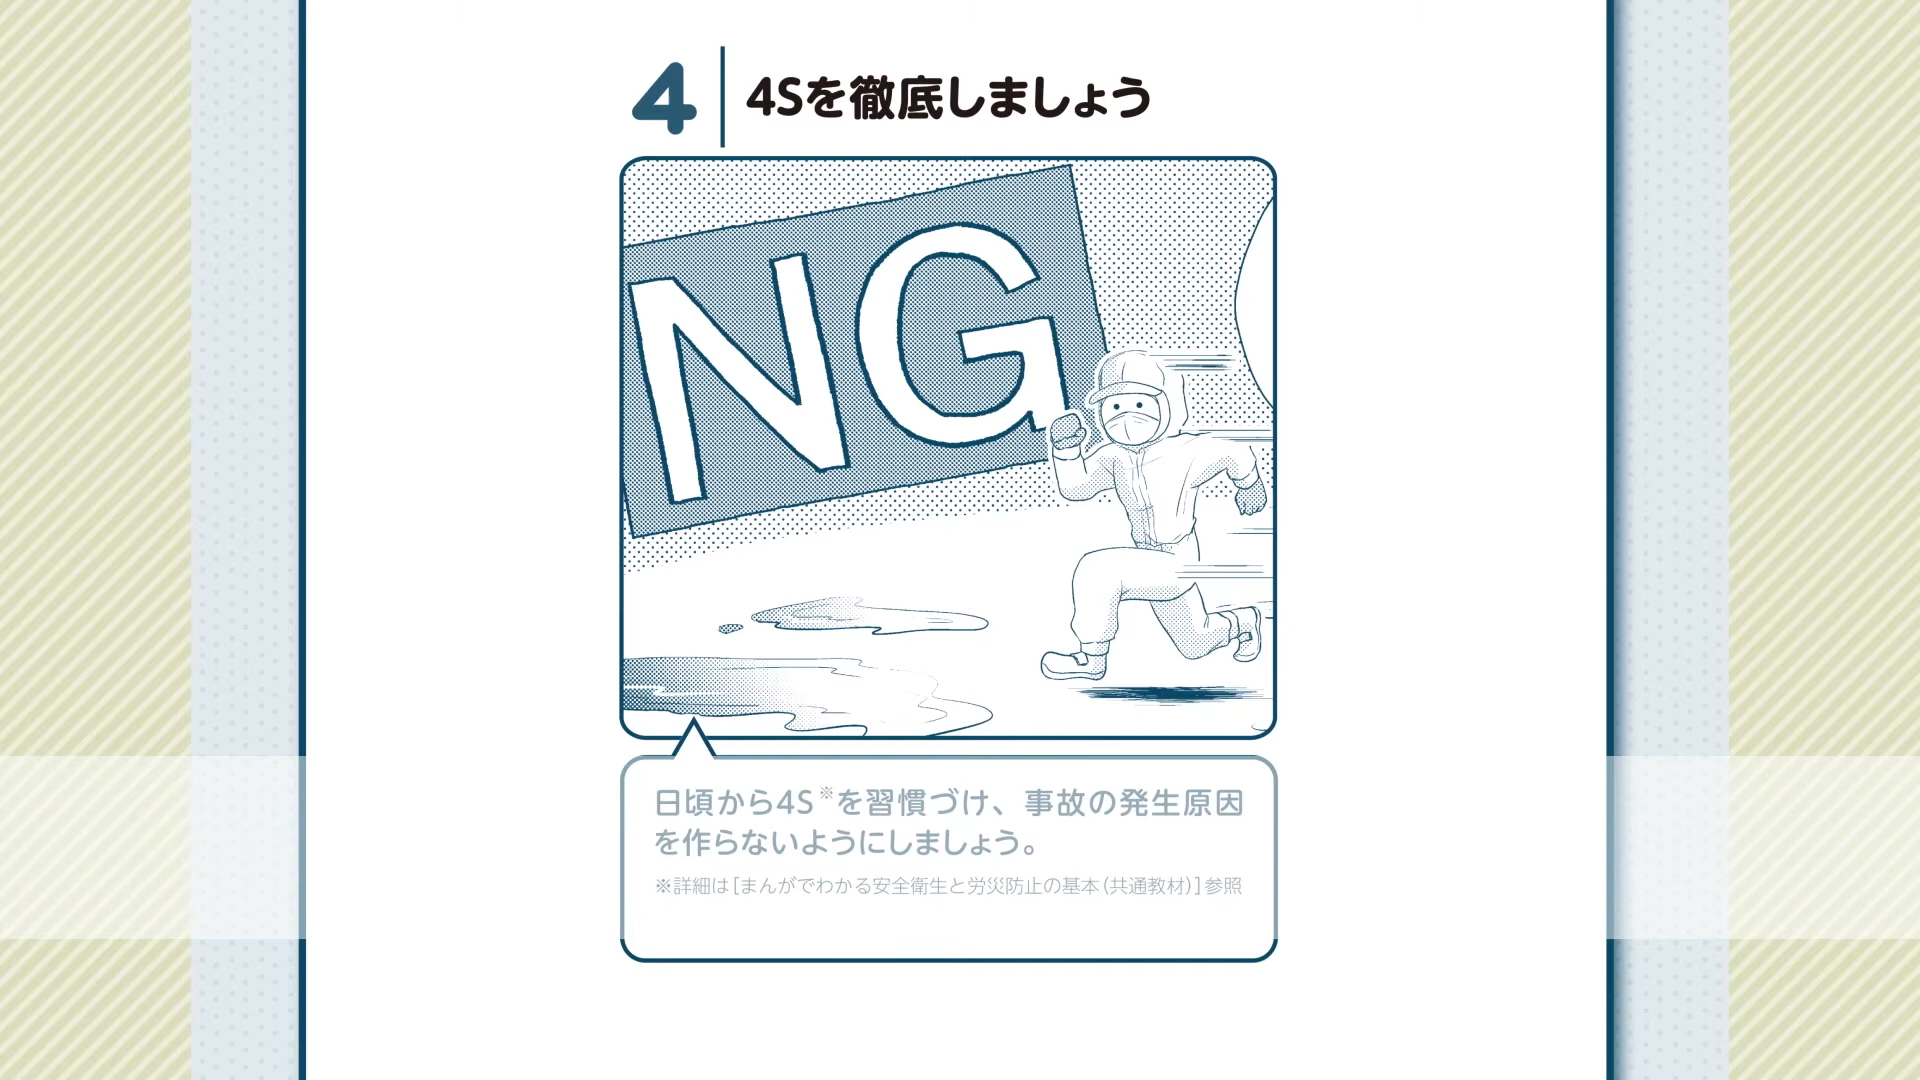 4
4Sを徹底しましょう
NG
日頃から4S※を習慣づけ、事故の発生原因
を作らないようにしましょう。
※詳細は[まんがでわかる安全衛生と労災防止の基本(共通教材)]参照